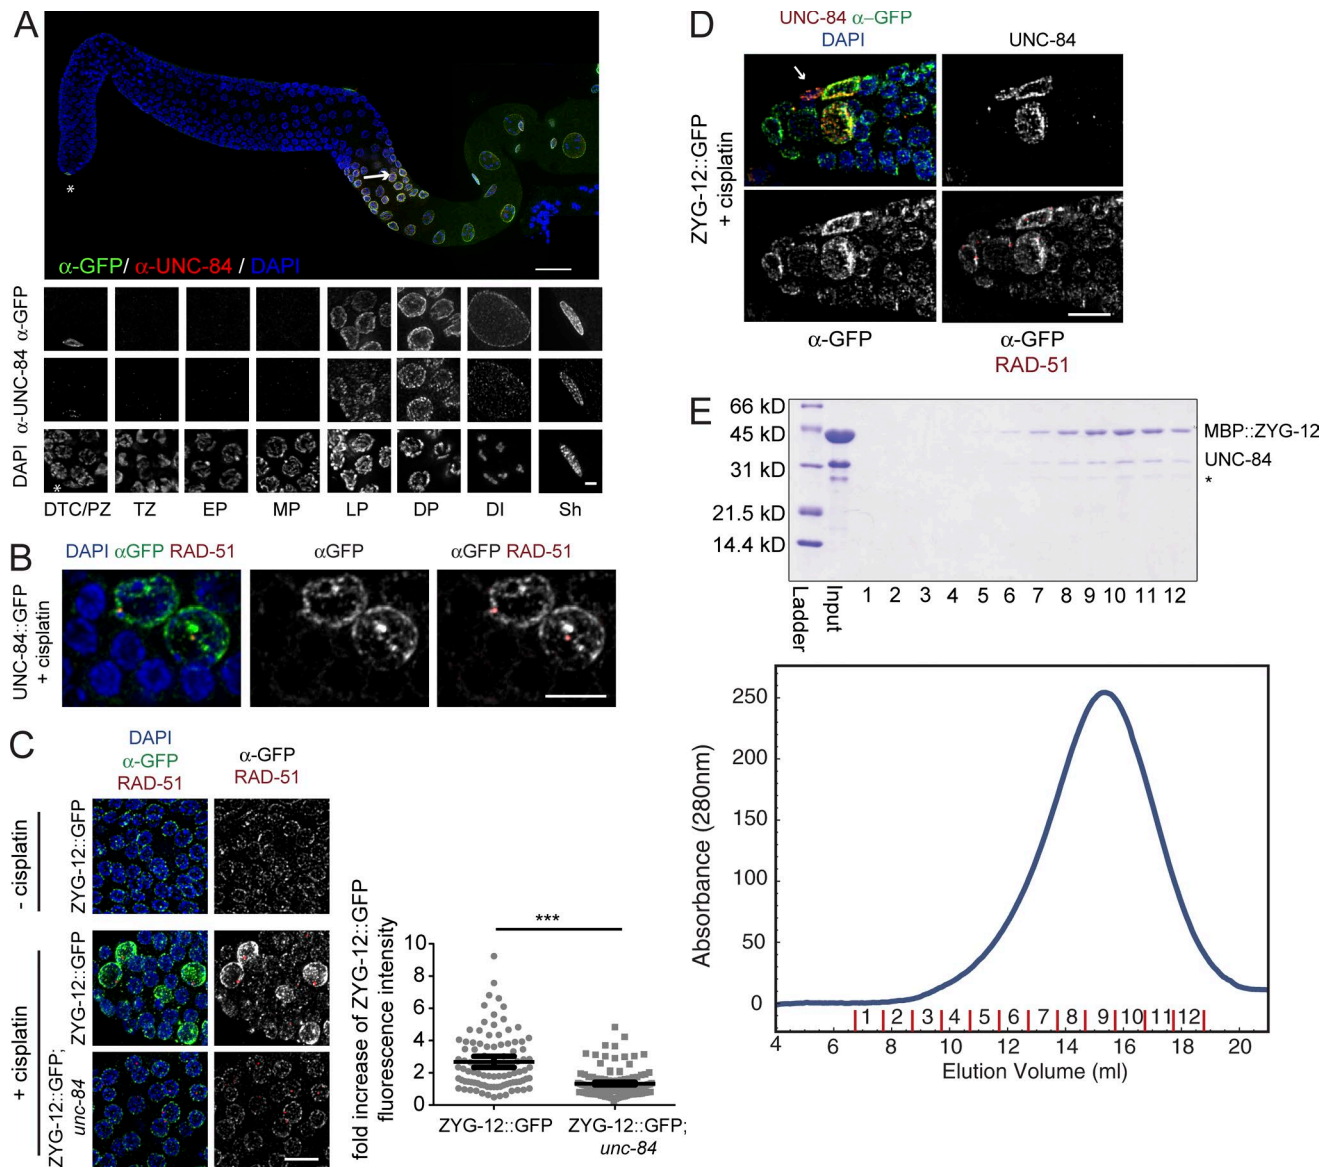 A
*
α-GFP/ α-UNC-84 / DAPI
α-GFP
α-UNC-84
DAPI
*
DTC/PZ TZ EP MP LP DP DI Sh
B
DAPI αGFP RAD-51 αGFP αGFP RAD-51
UNC-84::GFP
+ cisplatin
C
DAPI
α-GFP
RAD-51
α-GFP
RAD-51
- cisplatin
ZYG-12::GFP
+ cisplatin
ZYG-12::GFP
ZYG-12::GFP;
unc-84
fold increase of ZYG-12::GFP
fluorescence intensity
10
8
6
4
2
0
***
ZYG-12::GFP
ZYG-12::GFP;
unc-84
D
UNC-84 α-GFP
DAPI
UNC-84
ZYG-12::GFP
+ cisplatin
α-GFP
α-GFP
RAD-51
E
66 kD
45 kD
31 kD
21.5 kD
14.4 kD
MBP::ZYG-12
UNC-84
*
Ladder
Input
1 2 3 4 5 6 7 8 9 10 11 12
Absorbance (280nm)
250
200
150
100
50
0
1 2 3 4 5 6 7 8 9 10 11 12
4 6 8 10 12 14 16 18 20
Elution Volume (ml)